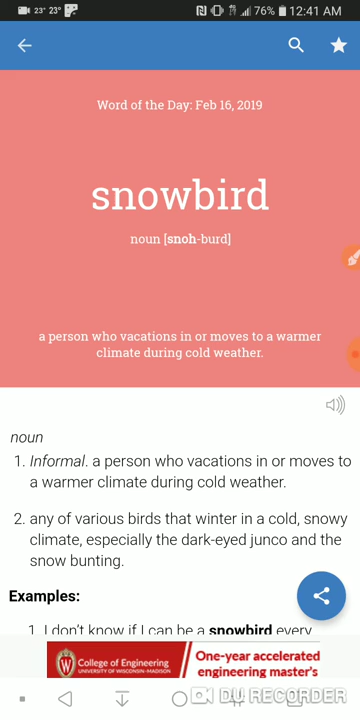 23° 23° 76% 12:41 AM
Word of the Day: Feb 16, 2019
snowbird
noun [snoh-burd]
a person who vacations in or moves to a warmer
climate during cold weather.
noun
1. Informal. a person who vacations in or moves to
a warmer climate during cold weather.
2. any of various birds that winter in a cold, snowy
climate, especially the dark-eyed junco and the
snow bunting.
Examples:
1. I don't know if I can be a snowbird every
College of Engineering
UNIVERSITY OF WISCONSIN-MADISON
One-year accelerated
engineering master's
DU RECORDER